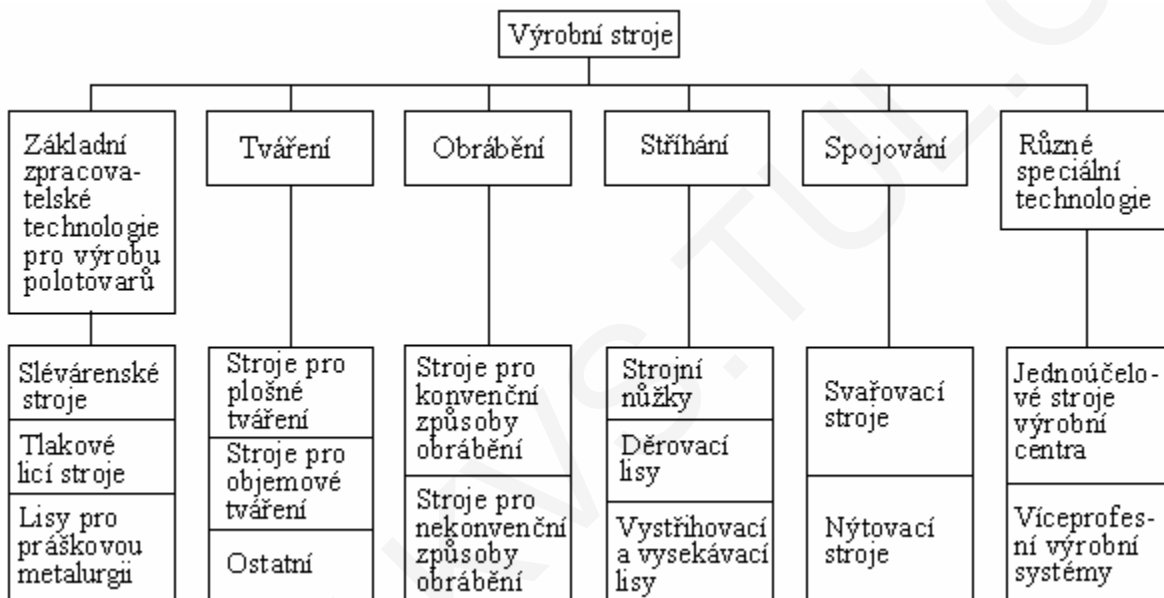 Výrobní stroje
Základní
zpracova-
telské
technologie
pro výrobu
polotovarů
Tváření
Obrábění
Stříhání
Spojování
Různé
speciální
technologie
Slévárenské
stroje
Tlakové
licí stroje
Lisy pro
práškovou
metalurgii
Stroje pro
plošné
tváření
Stroje pro
objemové
tváření
Ostatní
Stroje pro
konvenční
způsoby
obrábění
Stroje pro
nekonvenční
způsoby
obrábění
Strojní
nůžky
Děrovací
lisy
Vystřihovací
a vysekávací
lisy
Svařovací
stroje
Nýtovací
stroje
Jednoúčelo-
vé stroje
výrobní
centra
Víceprofes-
ní výrobní
systémy
KVS.TUL.